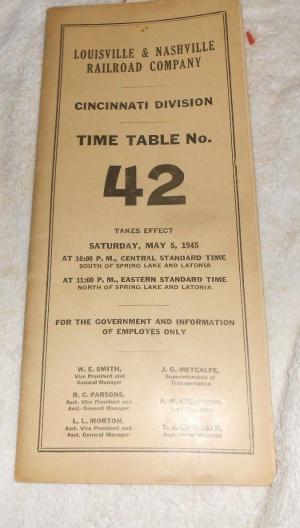 LOUISVILLE & NASHVILLE
RAILROAD COMPANY
CINCINNATI DIVISION
TIME TABLE No.
42
TAKES EFFECT
SATURDAY, MAY 5, 1945
AT 10:00 P. M., CENTRAL STANDARD TIME
SOUTH OF SPRING LAKE AND LATONIA
AT 11:00 P. M., EASTERN STANDARD TIME
NORTH OF SPRING LAKE AND LATONIA
FOR THE GOVERNMENT AND INFORMATION
OF EMPLOYES ONLY
W. E. SMITH,
Vice President and
General Manager
R. C. PARSONS,
Asst. Vice President and
Asst. General Manager
L. L. MORTON,
Asst. Vice President and
Asst. General Manager
J. G. METCALFE,
Superintendent of
Transportation